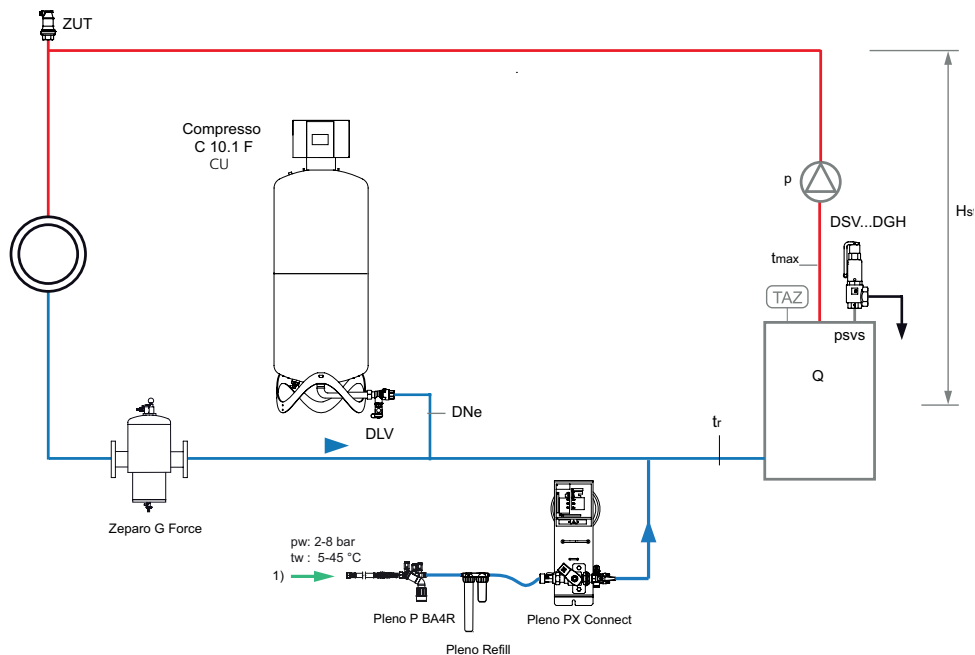 ZUT
Compresso
C 10.1 F
CU
p
Hs
DSV...DGH
tmax
TAZ
psvs
Q
DNe
DLV
tr
Zeparo G Force
pw: 2-8 bar
tw : 5-45 °C
1)
Pleno P BA4R
Pleno PX Connect
Pleno Refill